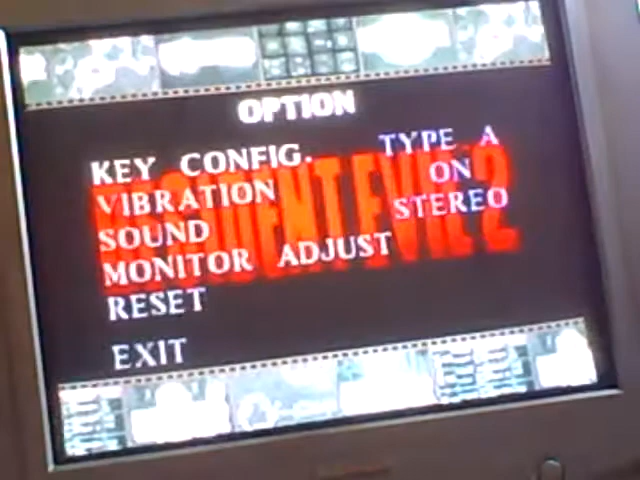 OPTION
KEY CONFIG. TYPE A
VIBRATION ON
SOUND STEREO
MONITOR ADJUST
RESET
EXIT
RESIDENT EVIL 2